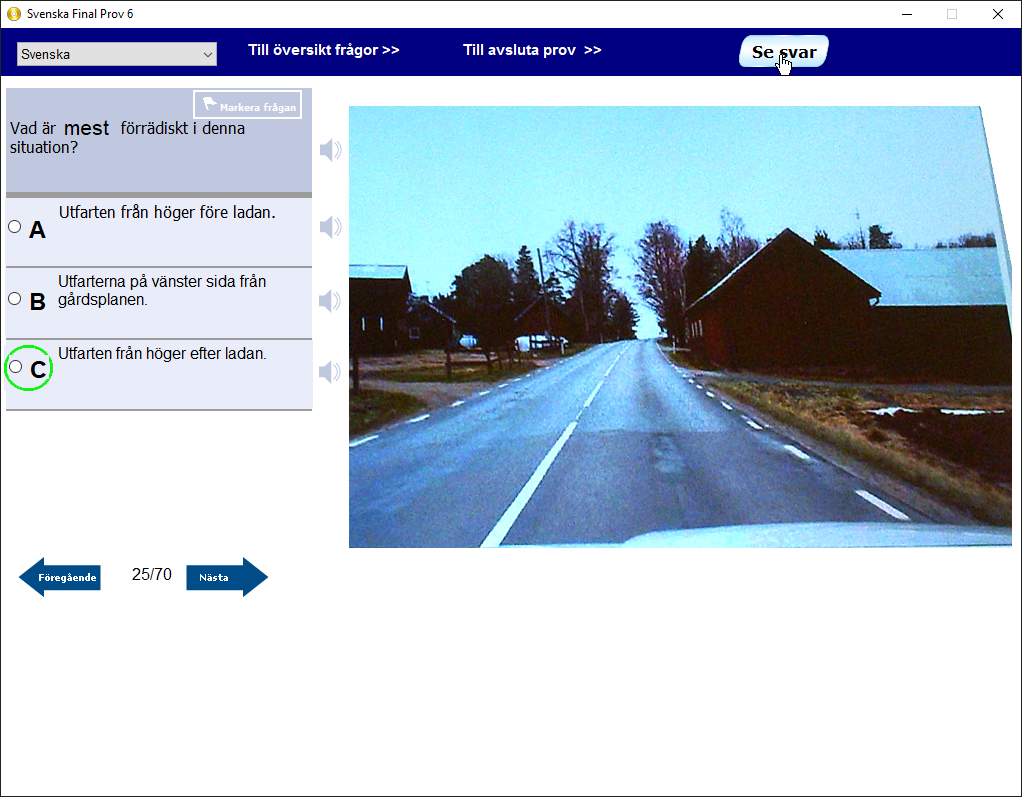 Svenska Final Prov 6
Svenska
Till översikt frågor >>
Till avsluta prov >>
Se svar
Markera frågan
Vad är mest förrädiskt i denna
situation?
A
Utfarten från höger före ladan.
B
Utfarterna på vänster sida från
gårdsplanen.
C
Utfarten från höger efter ladan.
Föregående
25/70
Nästa